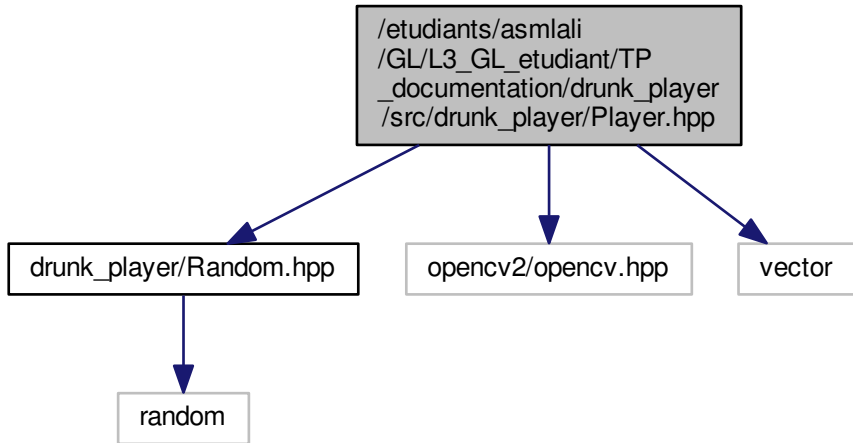 /etudiants/asmlali
/GL/L3_GL_etudiant/TP
_documentation/drunk_player
/src/drunk_player/Player.hpp
drunk_player/Random.hpp
opencv2/opencv.hpp
vector
random